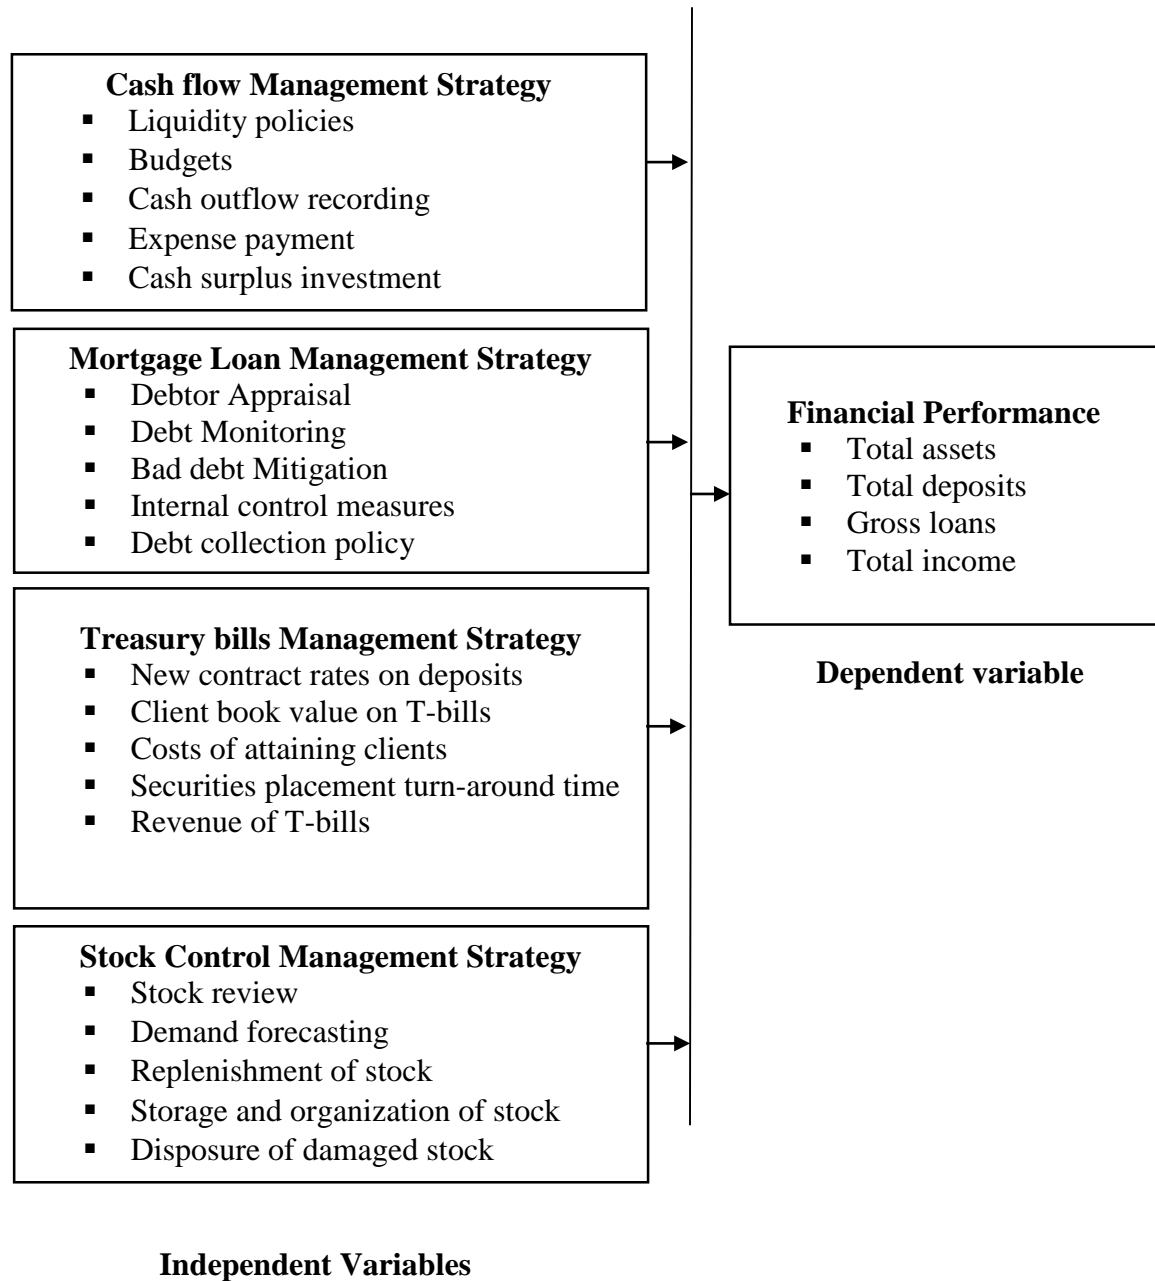 Cash flow Management Strategy
▪ Liquidity policies
▪ Budgets
▪ Cash outflow recording
▪ Expense payment
▪ Cash surplus investment
Mortgage Loan Management Strategy
▪ Debtor Appraisal
▪ Debt Monitoring
▪ Bad debt Mitigation
▪ Internal control measures
▪ Debt collection policy
Treasury bills Management Strategy
▪ New contract rates on deposits
▪ Client book value on T-bills
▪ Costs of attaining clients
▪ Securities placement turn-around time
▪ Revenue of T-bills
Stock Control Management Strategy
▪ Stock review
▪ Demand forecasting
▪ Replenishment of stock
▪ Storage and organization of stock
▪ Disposure of damaged stock
Independent Variables
Financial Performance
▪ Total assets
▪ Total deposits
▪ Gross loans
▪ Total income
Dependent variable